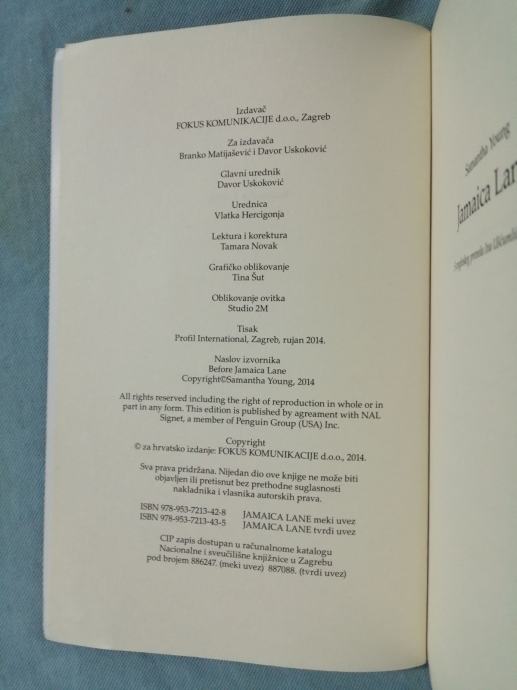 Izdavač
FOKUS KOMUNIKACIJE d.o.o., Zagreb
Za izdavača
Branko Matijašević i Davor Uskoković
Glavni urednik
Davor Uskoković
Urednica
Vlatka Hercigonja
Lektura i korektura
Tamara Novak
Grafičko oblikovanje
Tina Šut
Oblikovanje ovitka
Studio 2M
Tisak
Profil International, Zagreb, rujan 2014.
Naslov izvornika
Before Jamaica Lane
Copyright©Samantha Young, 2014
All rights reserved including the right of reproduction in whole or in
part in any form. This edition is published by agreament with NAL
Signet, a member of Penguin Group (USA) Inc.
Copyright
© za hrvatsko izdanje: FOKUS KOMUNIKACIJE d.o.o., 2014.
Sva prava pridržana. Nijedan dio ove knjige ne može biti
objavljen ili pretisnut bez prethodne suglasnosti
nakladnika i vlasnika autorskih prava.
ISBN 978-953-7213-42-8 JAMAICA LANE meki uvez
ISBN 978-953-7213-43-5 JAMAICA LANE tvrdi uvez
CIP zapis dostupan u računalnome katalogu
Nacionalne i sveučilišne knjižnice u Zagrebu
pod brojem 886247. (meki uvez) 887088. (tvrdi uvez)
Samantha Young
Jamaica Lan